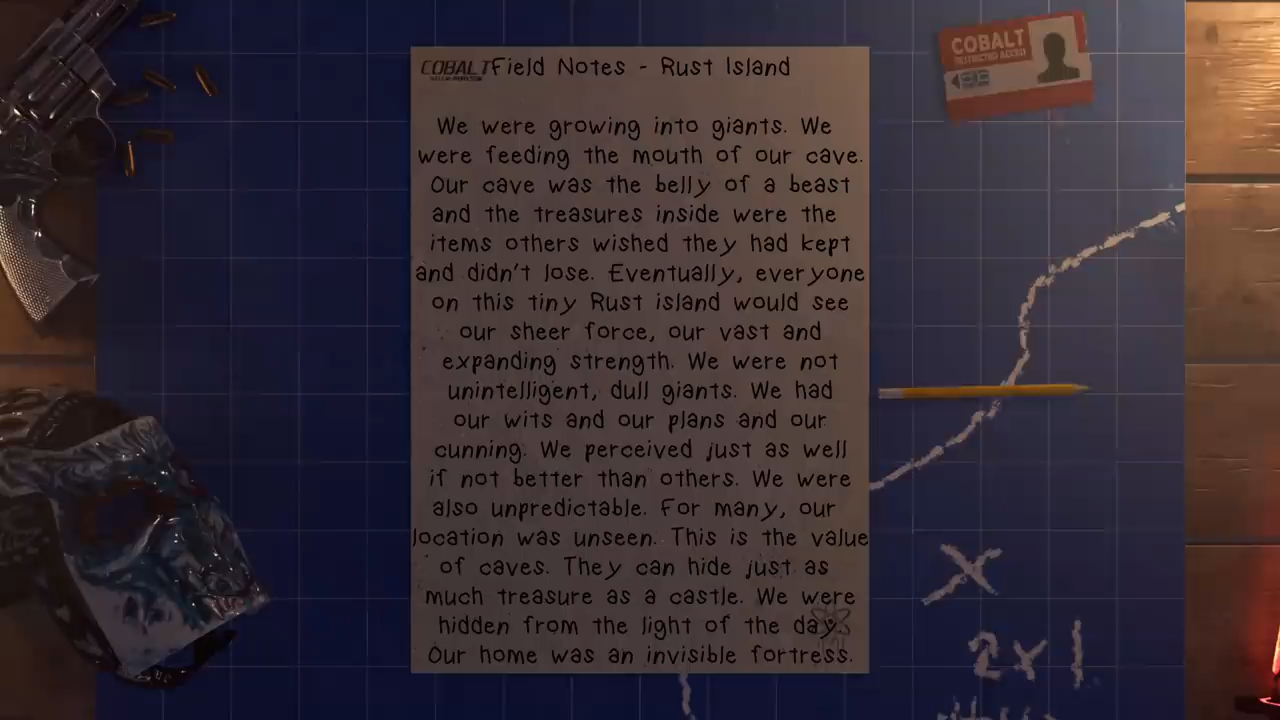 COBALT
Field Notes - Rust Island
We were growing into giants. We
were feeding the mouth of our cave.
Our cave was the belly of a beast
and the treasures inside were the
items others wished they had kept
and didn't lose. Eventually, everyone
on this tiny Rust island would see
our sheer force, our vast and
expanding strength. We were not
unintelligent, dull giants. We had
our wits and our plans and our
cunning. We perceived just as well
if not better than others. We were
also unpredictable. For many, our
location was unseen. This is the value
of caves. They can hide just as
much treasure as a castle. We were
hidden from the light of the day.
Our home was an invisible fortress.
COBALT
RESTRICTED ACCESS
X
2x1